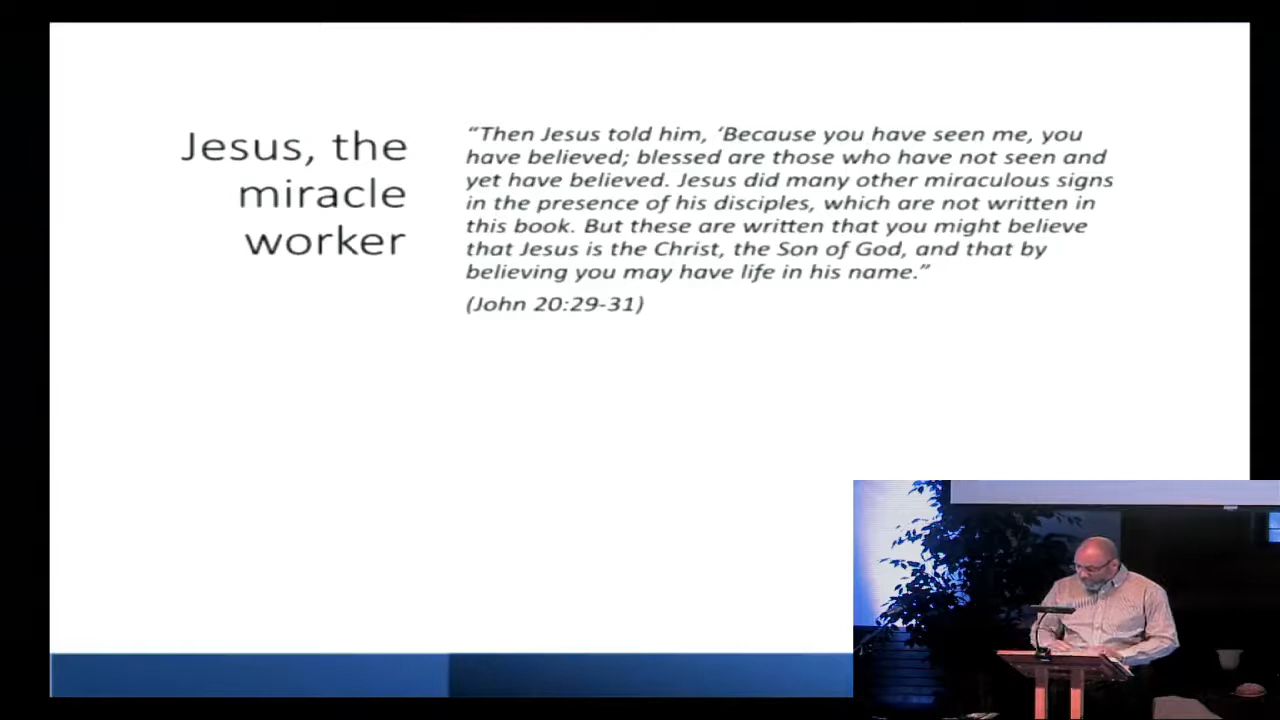 Jesus, the
miracle
worker
“Then Jesus told him, ‘Because you have seen me, you
have believed; blessed are those who have not seen and
yet have believed. Jesus did many other miraculous signs
in the presence of his disciples, which are not written in
this book. But these are written that you might believe
that Jesus is the Christ, the Son of God, and that by
believing you may have life in his name.”
(John 20:29-31)